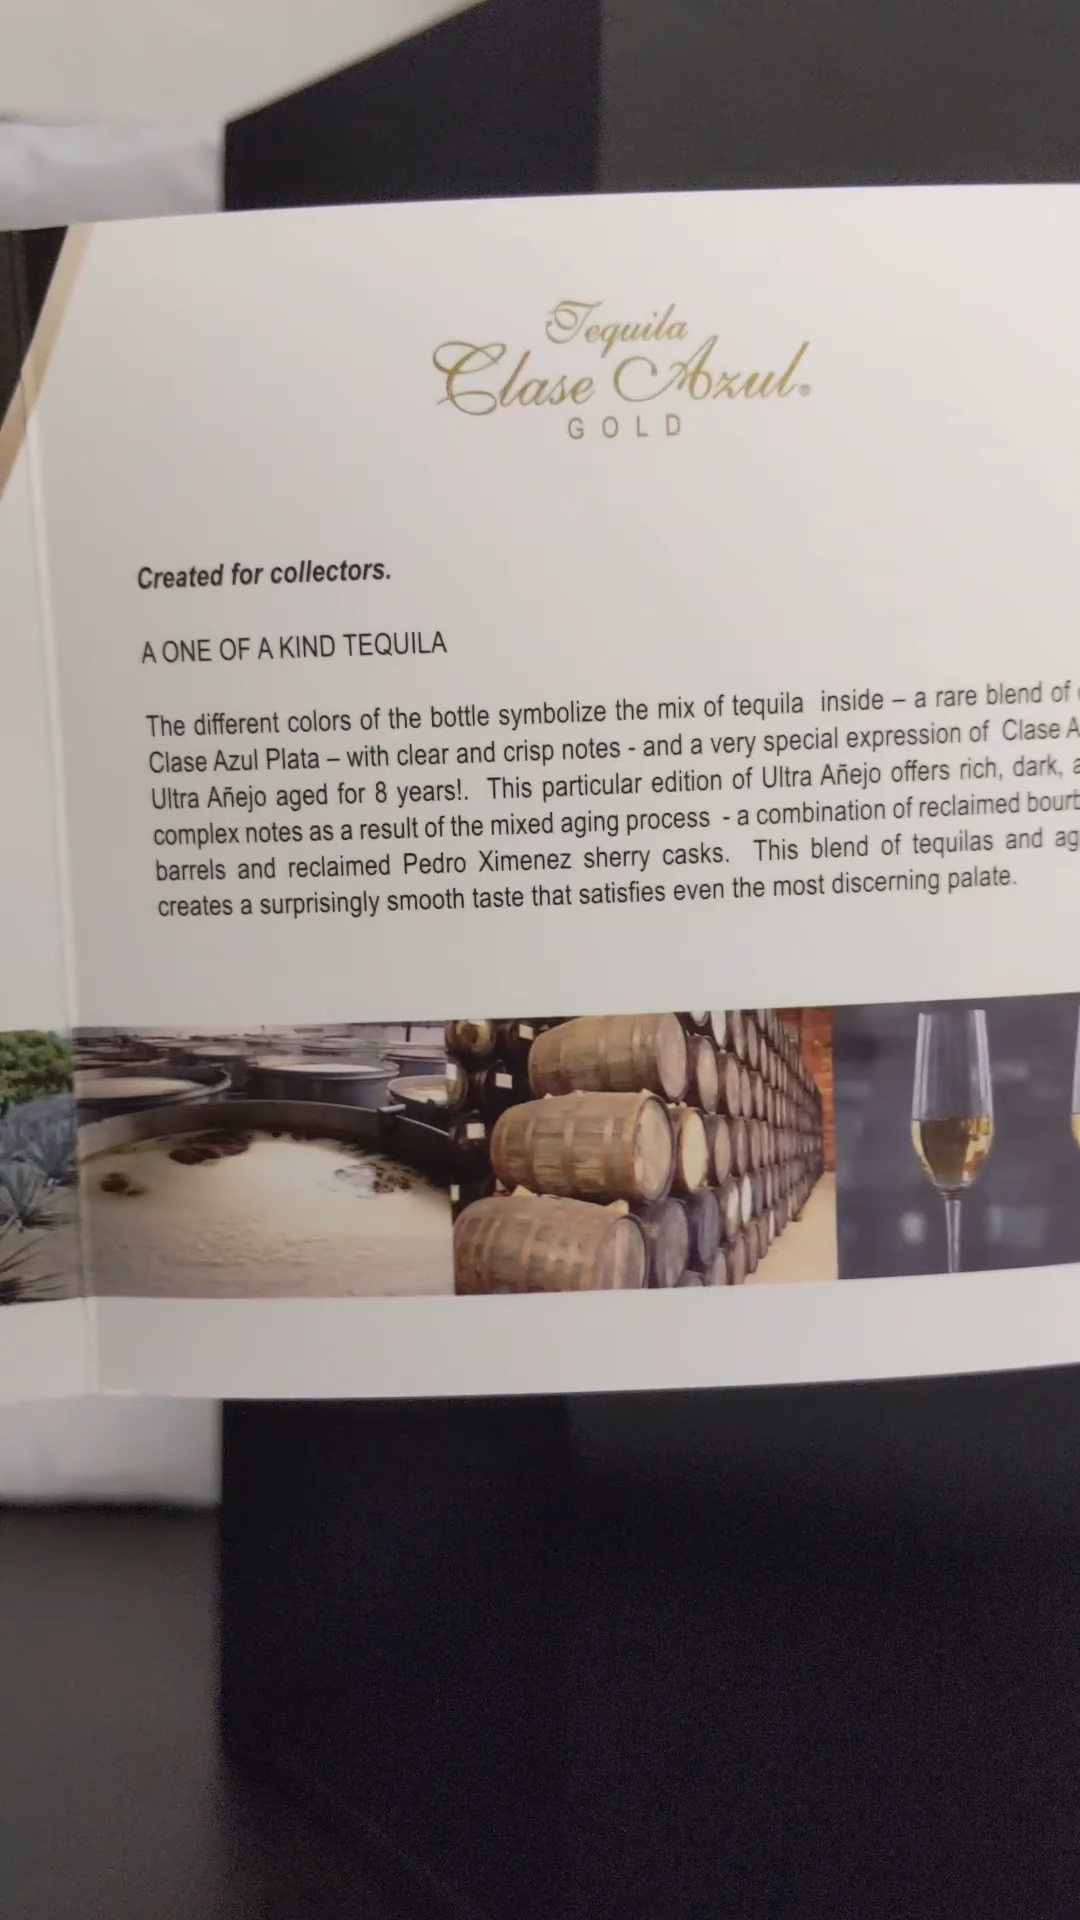 Tequila
Clase Azul®
GOLD
Created for collectors.
A ONE OF A KIND TEQUILA
The different colors of the bottle symbolize the mix of tequila inside – a rare blend of
Clase Azul Plata – with clear and crisp notes - and a very special expression of Clase
Ultra Añejo aged for 8 years!. This particular edition of Ultra Añejo offers rich, dark,
complex notes as a result of the mixed aging process - a combination of reclaimed
barrels and reclaimed Pedro Ximenez sherry casks. This blend of tequilas and
creates a surprisingly smooth taste that satisfies even the most discerning palate.